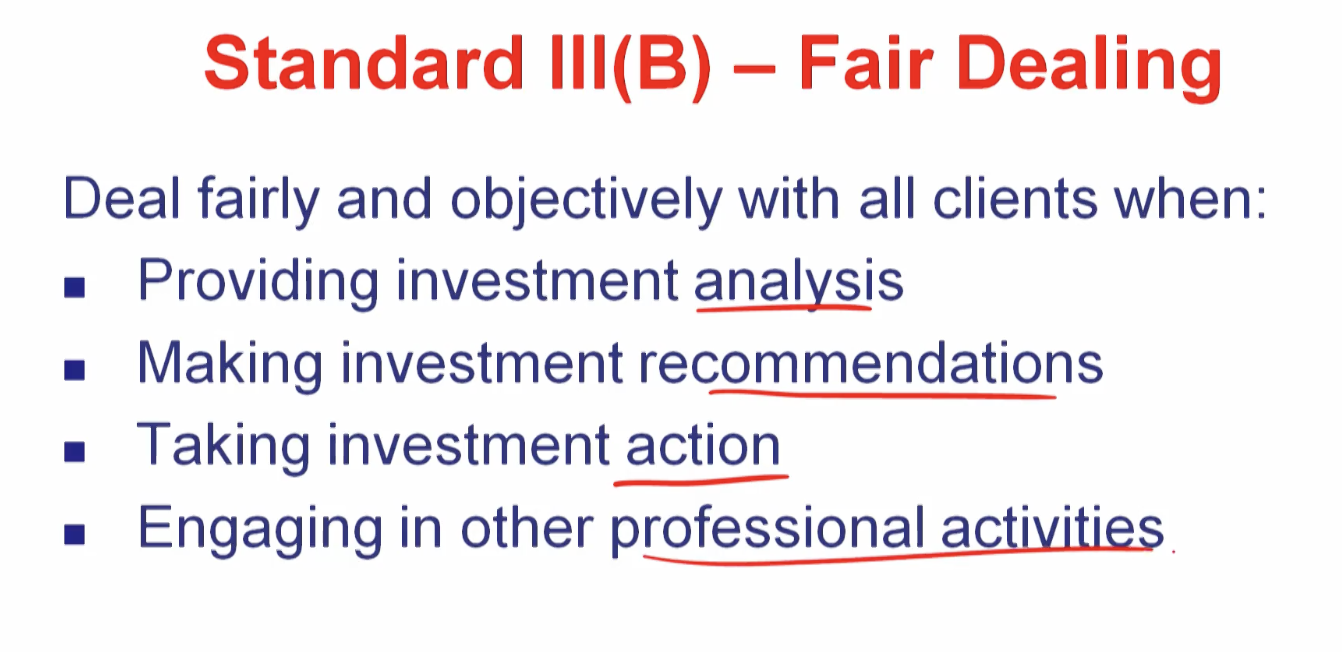 Standard III(B) – Fair Dealing
Deal fairly and objectively with all clients when:
▪ Providing investment analysis
▪ Making investment recommendations
▪ Taking investment action
▪ Engaging in other professional activities